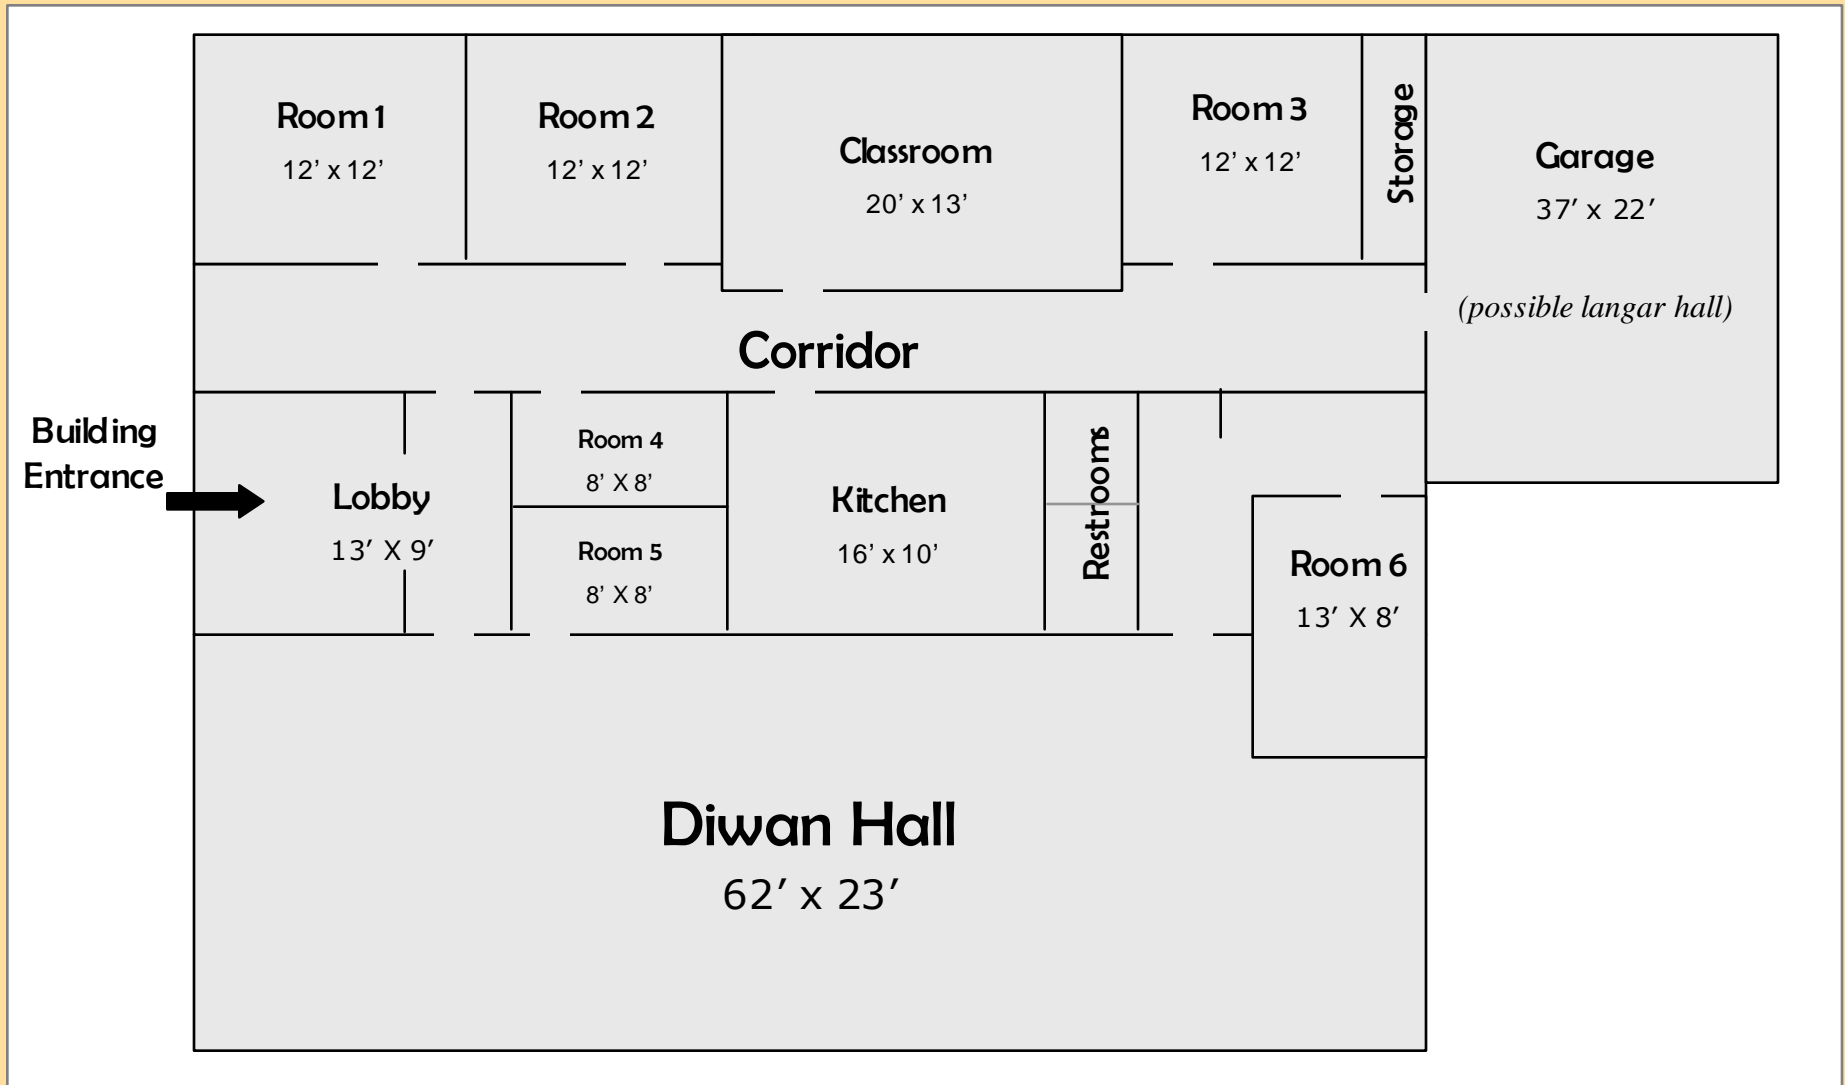 Room 1
12’ x 12’
Room 2
12’ x 12’
Classroom
20’ x 13’
Room 3
12’ x 12’
Storage
Garage
37’ x 22’
(possible langar hall)
Corridor
Building
Entrance
Lobby
13’ X 9’
Room 4
8’ X 8’
Room 5
8’ X 8’
Kitchen
16’ x 10’
Restrooms
Room 6
13’ X 8’
Diwan Hall
62’ x 23’